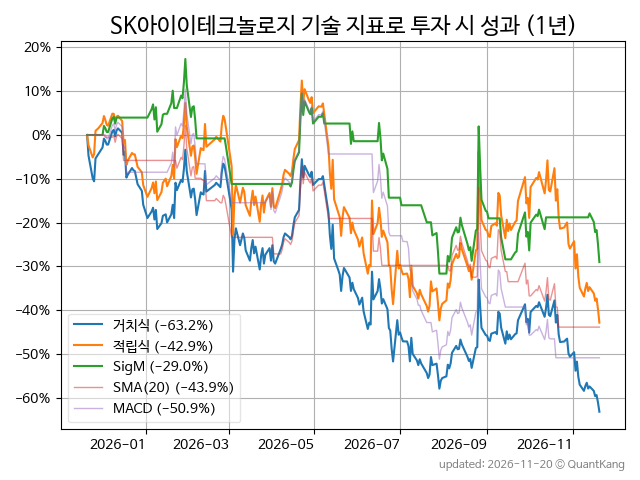 SK아이이테크놀로지 기술 지표로 투자 시 성과 (1년)
20%
10%
0%
−10%
−20%
−30%
−40%
−50%
−60%
거치식 (−63.2%)
적립식 (−42.9%)
SigM (−29.0%)
SMA(20) (−43.9%)
MACD (−50.9%)
2026-01 2026-03 2026-05 2026-07 2026-09 2026-11
updated: 2026-11-20 © QuantKang